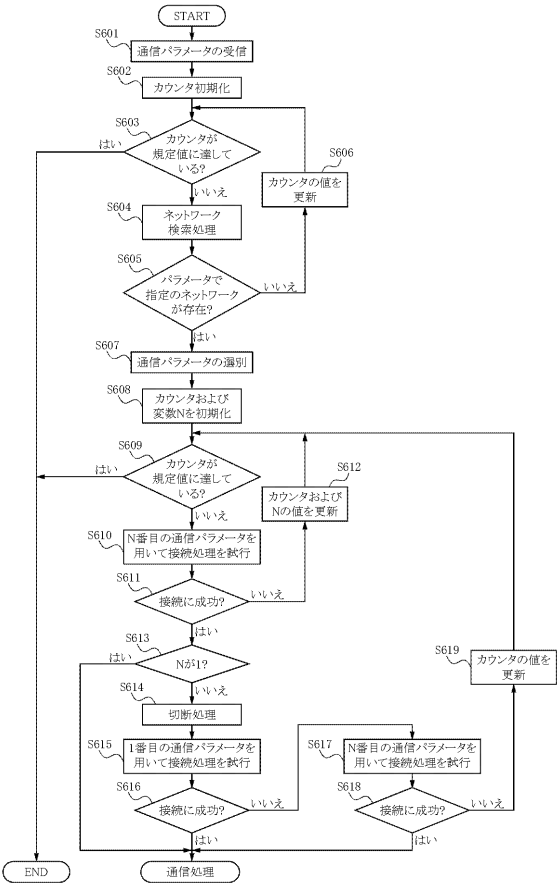 START
S601
通信パラメータの受信
S602
カウンタ初期化
S603
カウンタが
規定値に達して
いる?
はい
いいえ
S606
カウンタの値を
更新
S604
ネットワーク
検索処理
S605
パラメータで
指定のネットワーク
が存在?
いいえ
はい
S607
通信パラメータの選別
S608
カウンタおよび
変数Nを初期化
S609
カウンタが
規定値に達して
いる?
はい
いいえ
S612
カウンタおよび
Nの値を更新
S610
N番目の通信パラメータを
用いて接続処理を試行
S611
接続に成功?
いいえ
はい
S613
Nが1?
はい
いいえ
S619
カウンタの値を
更新
S614
切断処理
S615
1番目の通信パラメータを
用いて接続処理を試行
S617
N番目の通信パラメータを
用いて接続処理を試行
S616
接続に成功?
いいえ
はい
S618
接続に成功?
いいえ
はい
END
通信処理